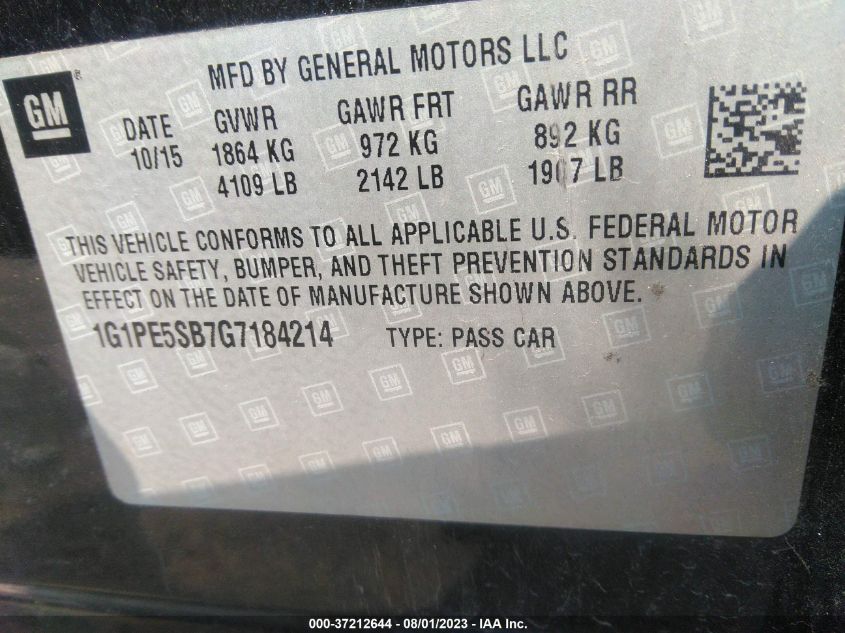 MFD BY GENERAL MOTORS LLC
GM
DATE GVWR GAWR FRT GAWR RR
10/15 1864 KG 972 KG 892 KG
4109 LB 2142 LB 1967 LB
THIS VEHICLE CONFORMS TO ALL APPLICABLE U.S. FEDERAL MOTOR
VEHICLE SAFETY, BUMPER, AND THEFT PREVENTION STANDARDS IN
EFFECT ON THE DATE OF MANUFACTURE SHOWN ABOVE.
1G1PE5SB7G7184214 TYPE: PASS CAR
000-37212644 - 08/01/2023 - IAA Inc.